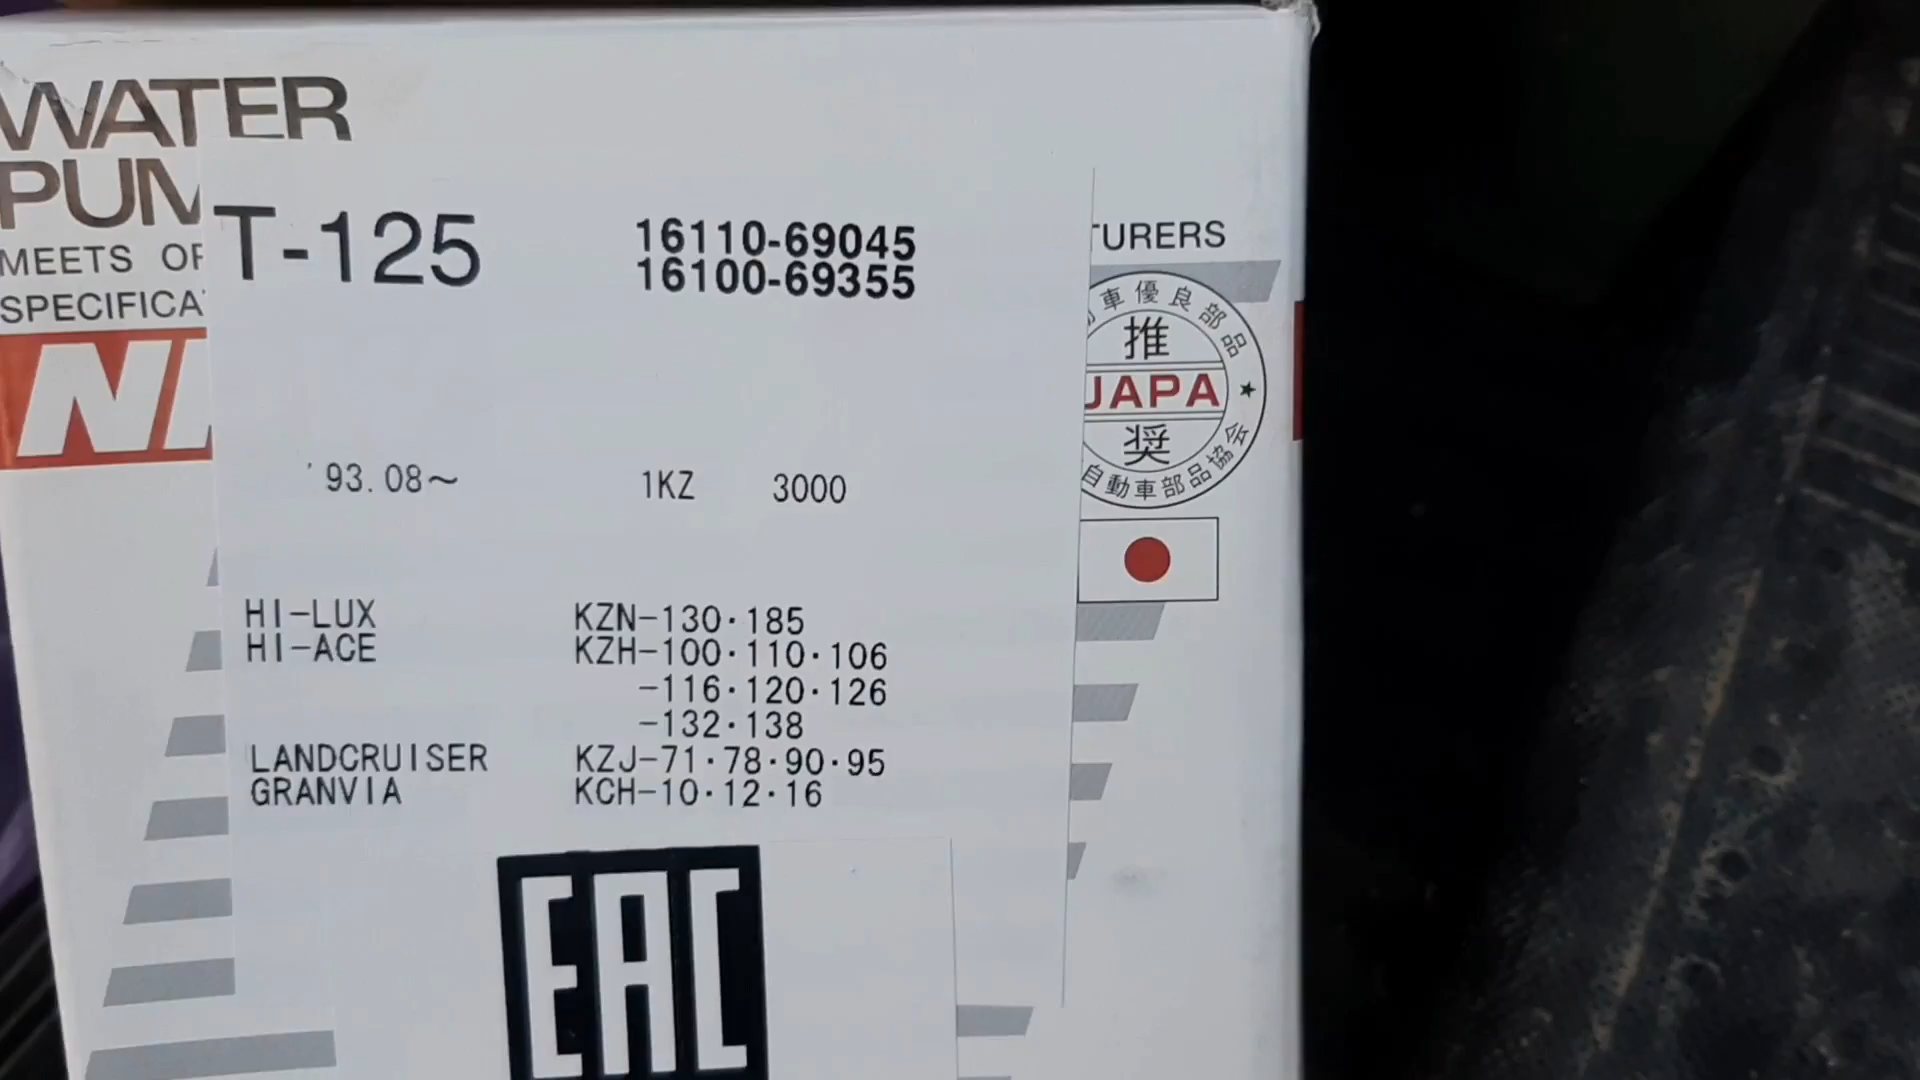 WATER
PUM
T-125 16110-69045
16100-69355
MEETS OF TURERS
SPECIFICA
車優良部品
推
JAPA
奨
自動車部品協会
'93.08~ 1KZ 3000
HI-LUX KZN-130·185
HI-ACE KZH-100·110·106
-116·120·126
-132·138
LANDCRUISER KZJ-71·78·90·95
GRANVIA KCH-10·12·16
EAC